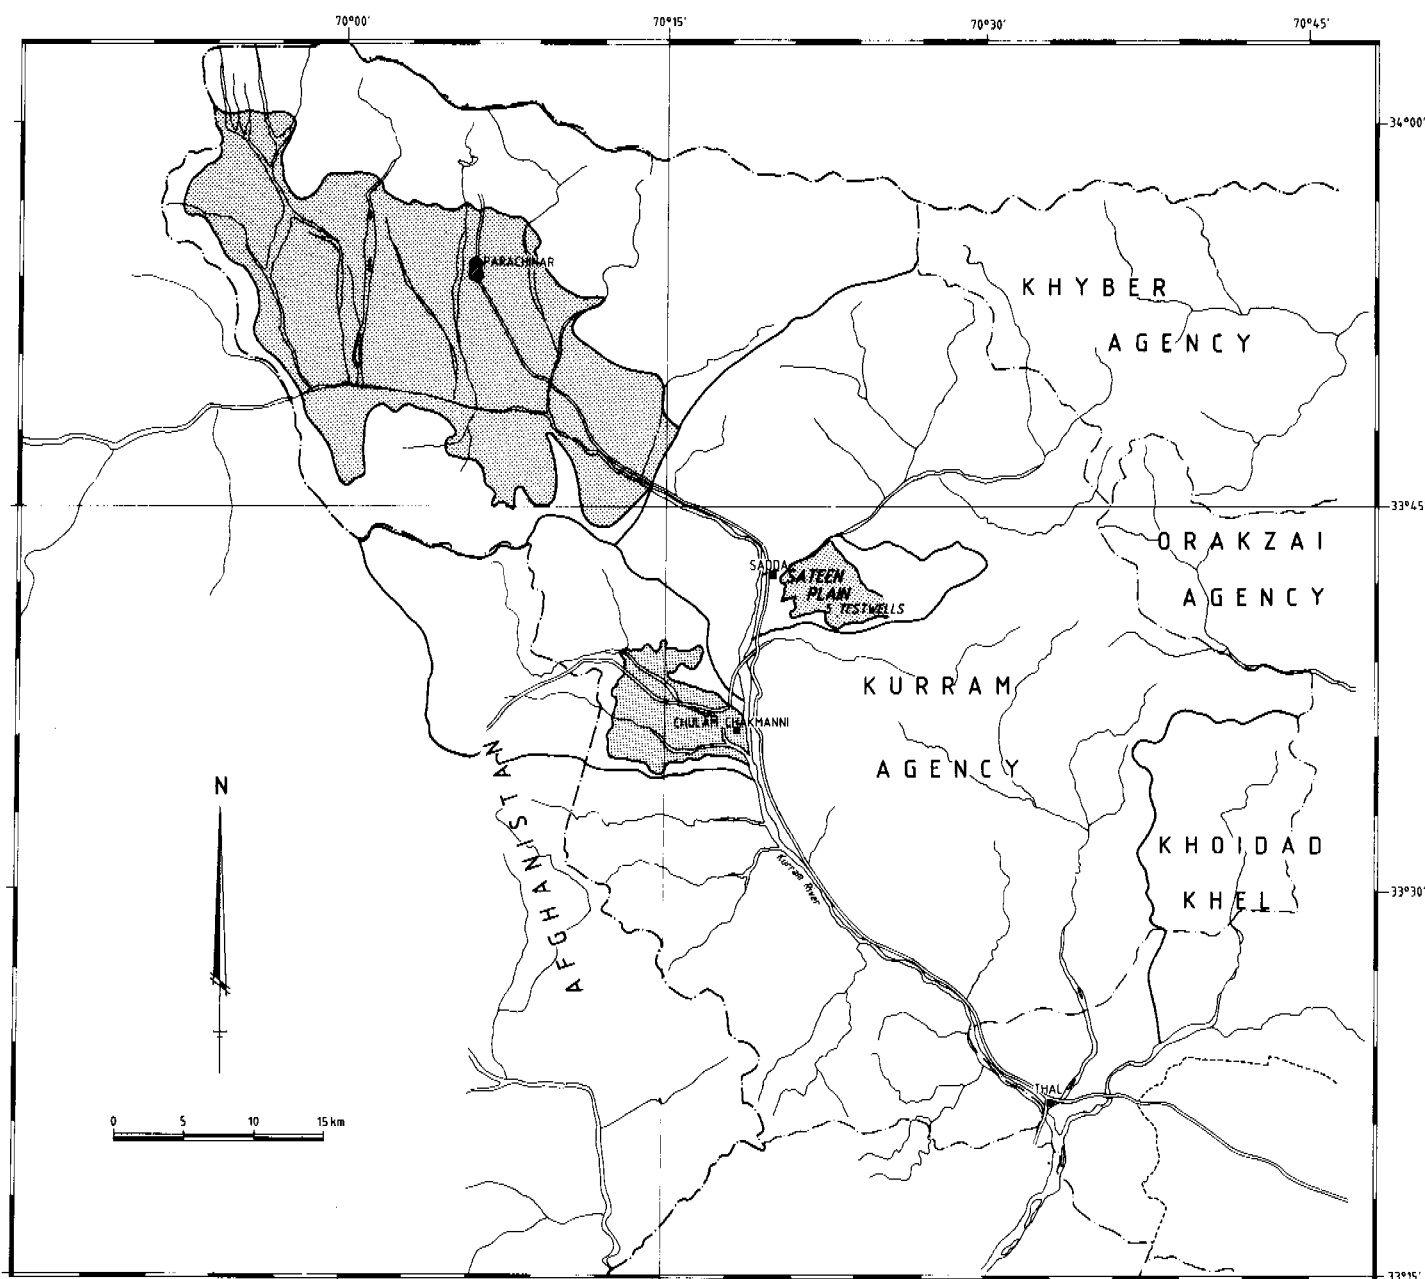 70°00' 70°15' 70°30' 70°45'
34°00'
PARACHINAR
KHYBER
AGENCY
33°45'
ORAKZAI
SADDA
SATEEN
PLAIN
AGENCY
5 TESTWELLS
KURRAM
CHULAM CHAKMANNI
AGENCY
AFGHANISTAN
N
KHOIDAD
Kurram River
33°30'
KHEL
THAL
0 5 10 15 km
33°15'